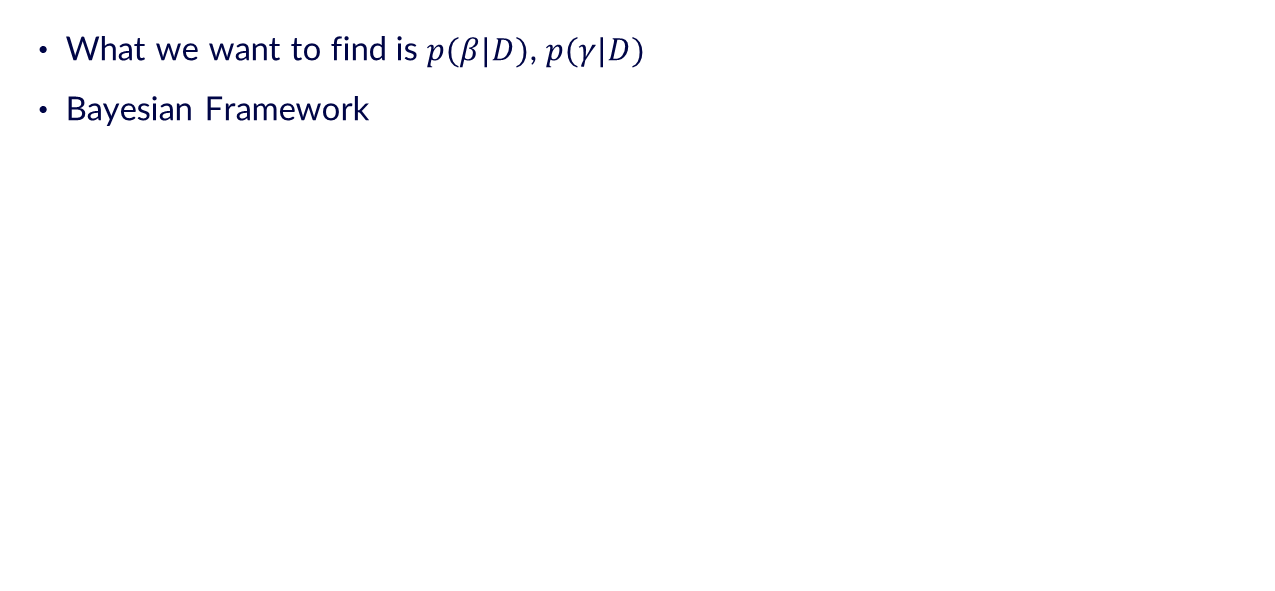 • What we want to find is p(β|D), p(γ|D)
• Bayesian Framework